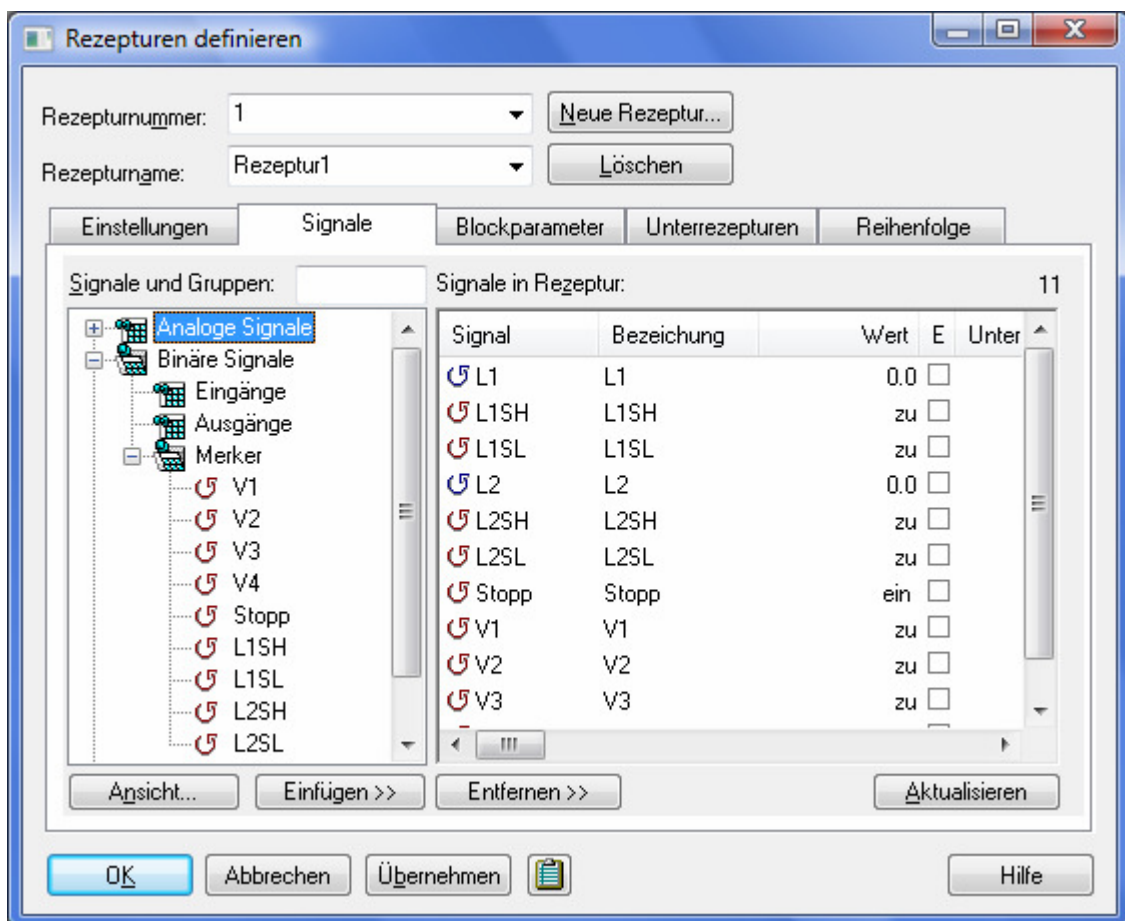 Rezepturen definieren
Rezepturnummer: 1 Neue Rezeptur...
Rezepturname: Rezeptur1 Löschen
Einstellungen Signale Blockparameter Unterrezepturen Reihenfolge
Signale und Gruppen: Signale in Rezeptur: 11
Analoge Signale
Binäre Signale
Eingänge
Ausgänge
Merker
V1
V2
V3
V4
Stopp
L1SH
L1SL
L2SH
L2SL
Signal Bezeichung Wert E Unter
L1 L1 0.0
L1SH L1SH zu
L1SL L1SL zu
L2 L2 0.0
L2SH L2SH zu
L2SL L2SL zu
Stopp Stopp ein
V1 V1 zu
V2 V2 zu
V3 V3 zu
Ansicht... Einfügen >> Entfernen >> Aktualisieren
OK Abbrechen Übernehmen Hilfe